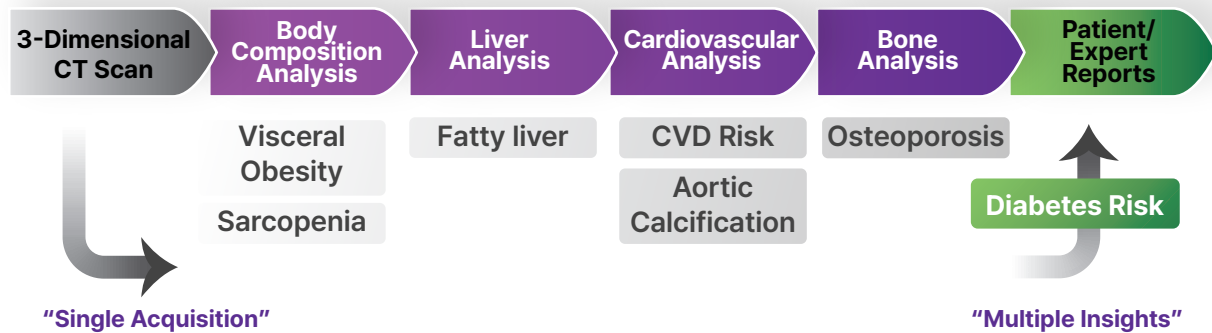 3-Dimensional
CT Scan
Body
Composition
Analysis
Liver
Analysis
Cardiovascular
Analysis
Bone
Analysis
Patient/
Expert
Reports
Visceral
Obesity
Sarcopenia
Fatty liver
CVD Risk
Aortic
Calcification
Osteoporosis
Diabetes Risk
“Single Acquisition”
“Multiple Insights”